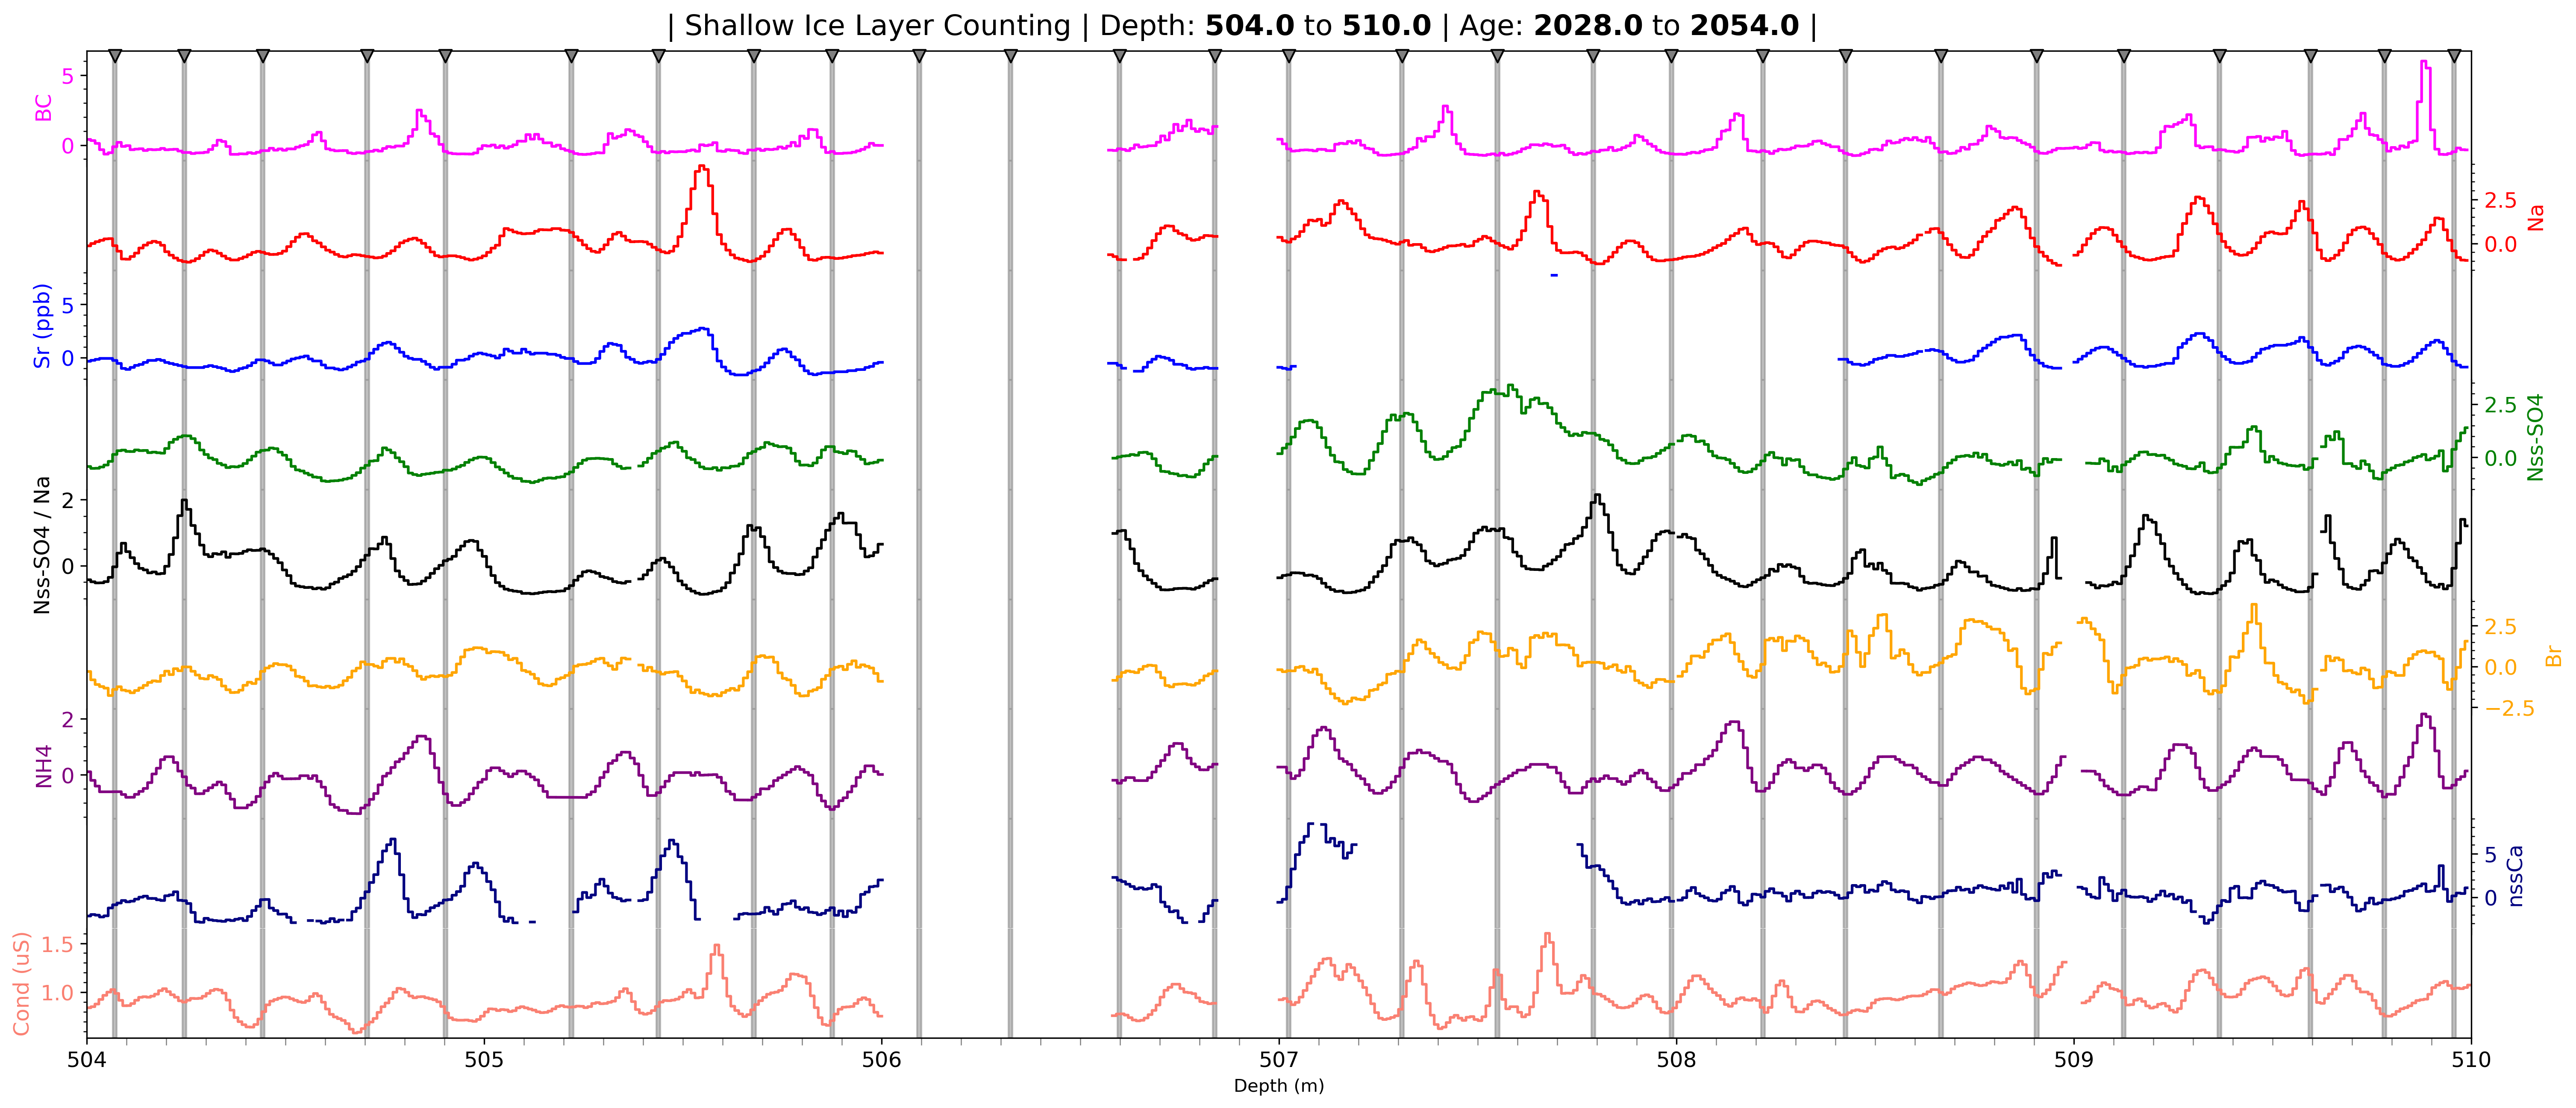 | Shallow Ice Layer Counting | Depth: 504.0 to 510.0 | Age: 2028.0 to 2054.0 |
BC
5
0
2.5
0.0
Na
Sr (ppb)
5
0
2.5
0.0
Nss-SO4
Nss-SO4 / Na
2
0
2.5
0.0
−2.5
Br
NH4
2
0
5
0
nssCa
Cond (uS)
1.5
1.0
504 505 506 507 508 509 510
Depth (m)